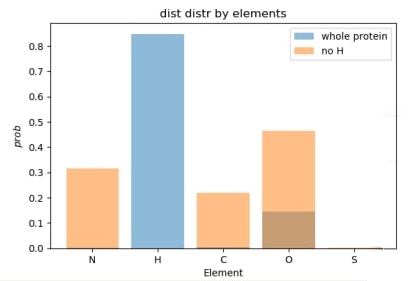 dist distr by elements
whole protein
no H
prob
0.8
0.7
0.6
0.5
0.4
0.3
0.2
0.1
0.0
N H C O S
Element